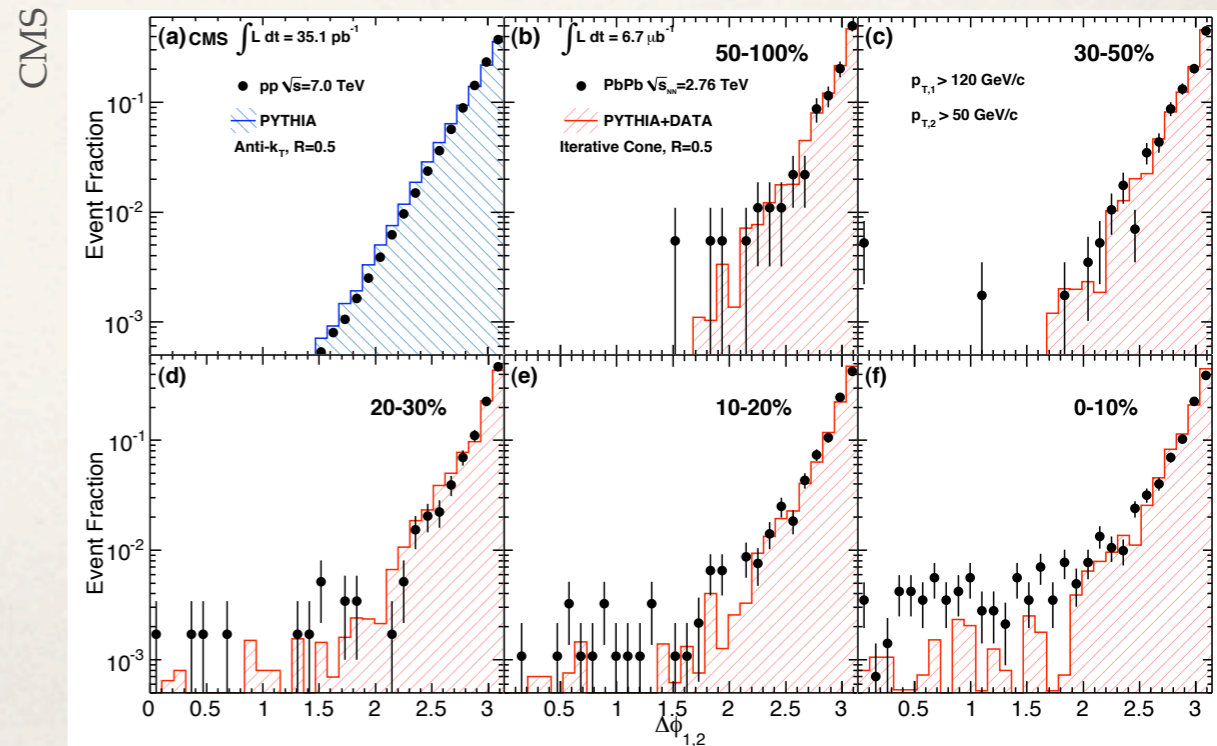 CMS
(a) CMS ∫L dt = 35.1 pb⁻¹
pp √s=7.0 TeV
PYTHIA
Anti-k_T, R=0.5
(b) ∫L dt = 6.7 μb⁻¹
50-100%
PbPb √s_NN=2.76 TeV
PYTHIA+DATA
Iterative Cone, R=0.5
(c) 30-50%
p_T,1 > 120 GeV/c
p_T,2 > 50 GeV/c
Event Fraction
10⁻¹
10⁻²
10⁻³
(d) 20-30%
(e) 10-20%
(f) 0-10%
Event Fraction
10⁻¹
10⁻²
10⁻³
0 0.5 1 1.5 2 2.5 3 0.5 1 1.5 2 2.5 3 0.5 1 1.5 2 2.5 3
Δϕ_1,2